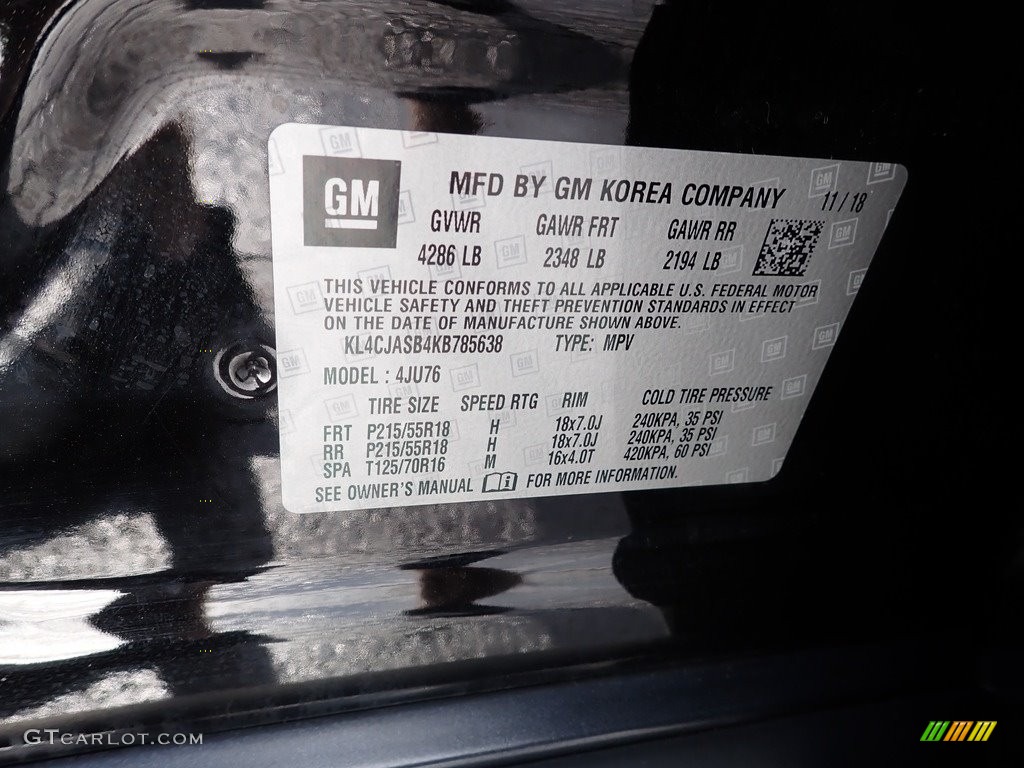 GM
MFD BY GM KOREA COMPANY 11 / 18
GVWR GAWR FRT GAWR RR
4286 LB 2348 LB 2194 LB
THIS VEHICLE CONFORMS TO ALL APPLICABLE U.S. FEDERAL MOTOR
VEHICLE SAFETY AND THEFT PREVENTION STANDARDS IN EFFECT
ON THE DATE OF MANUFACTURE SHOWN ABOVE.
KL4CJASB4KB785638 TYPE: MPV
MODEL : 4JU76
TIRE SIZE SPEED RTG RIM COLD TIRE PRESSURE
FRT P215/55R18 H 18x7.0J 240KPA, 35 PSI
RR P215/55R18 H 18x7.0J 240KPA, 35 PSI
SPA T125/70R16 M 16x4.0T 420KPA, 60 PSI
SEE OWNER'S MANUAL FOR MORE INFORMATION.
GTCARLOT.COM